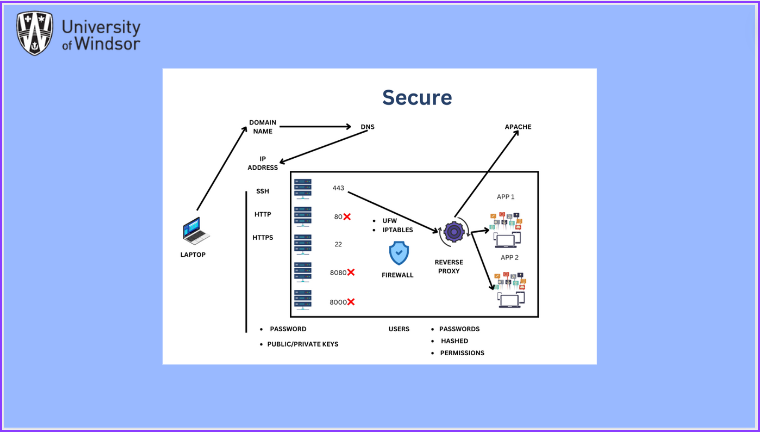 University
of Windsor
Secure
DOMAIN
NAME
DNS
APACHE
IP
ADDRESS
SSH
443
APP 1
HTTP
80
• UFW
• IPTABLES
HTTPS
22
LAPTOP
APP 2
REVERSE
PROXY
FIREWALL
8080
8000
• PASSWORD
USERS
• PASSWORDS
• HASHED
• PUBLIC/PRIVATE KEYS
• PERMISSIONS